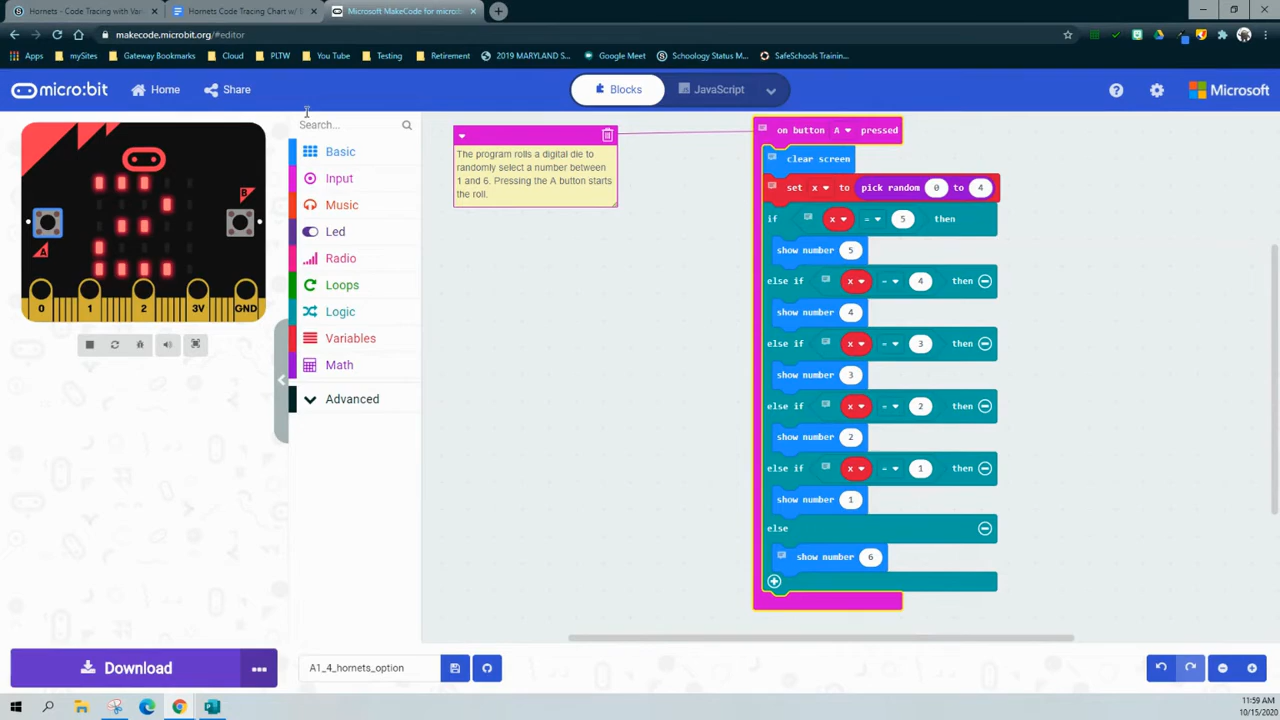 Hornets - Code Tracing with Var
Hornets Code Tracing Chart w/ I
Microsoft MakeCode for micro:
makecode.microbit.org/#editor
Apps
mySites
Gateway Bookmarks
Cloud
PLTW
You Tube
Testing
Retirement
2019 MARYLAND S...
Google Meet
Schoology Status M...
SafeSchools Trainin...
micro:bit
Home
Share
Blocks
JavaScript
Microsoft
Search...
Basic
Input
Music
Led
Radio
Loops
Logic
Variables
Math
Advanced
A
B
0 1 2 3V GND
The program rolls a digital die to
randomly select a number between
1 and 6. Pressing the A button starts
the roll.
on button A pressed
clear screen
set x to pick random 0 to 4
if x = 5 then
show number 5
else if x = 4 then
show number 4
else if x = 3 then
show number 3
else if x = 2 then
show number 2
else if x = 1 then
show number 1
else
show number 6
Download
A1_4_hornets_option
11:59 AM
10/15/2020